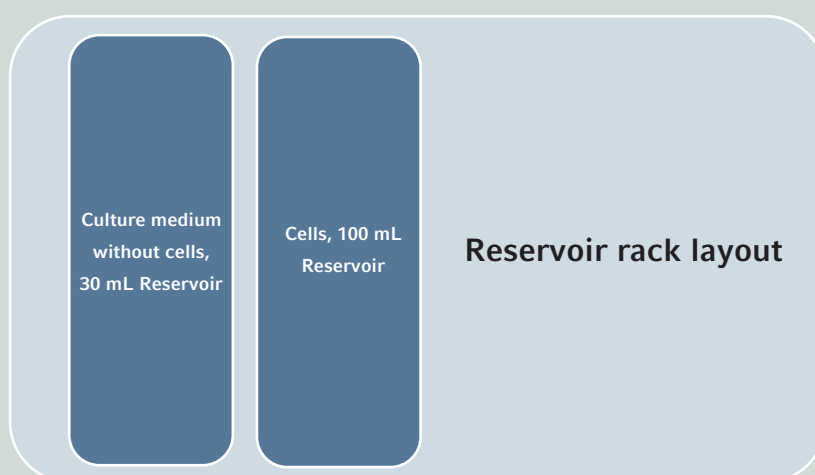 Culture medium
without cells,
30 mL Reservoir
Cells, 100 mL
Reservoir
Reservoir rack layout